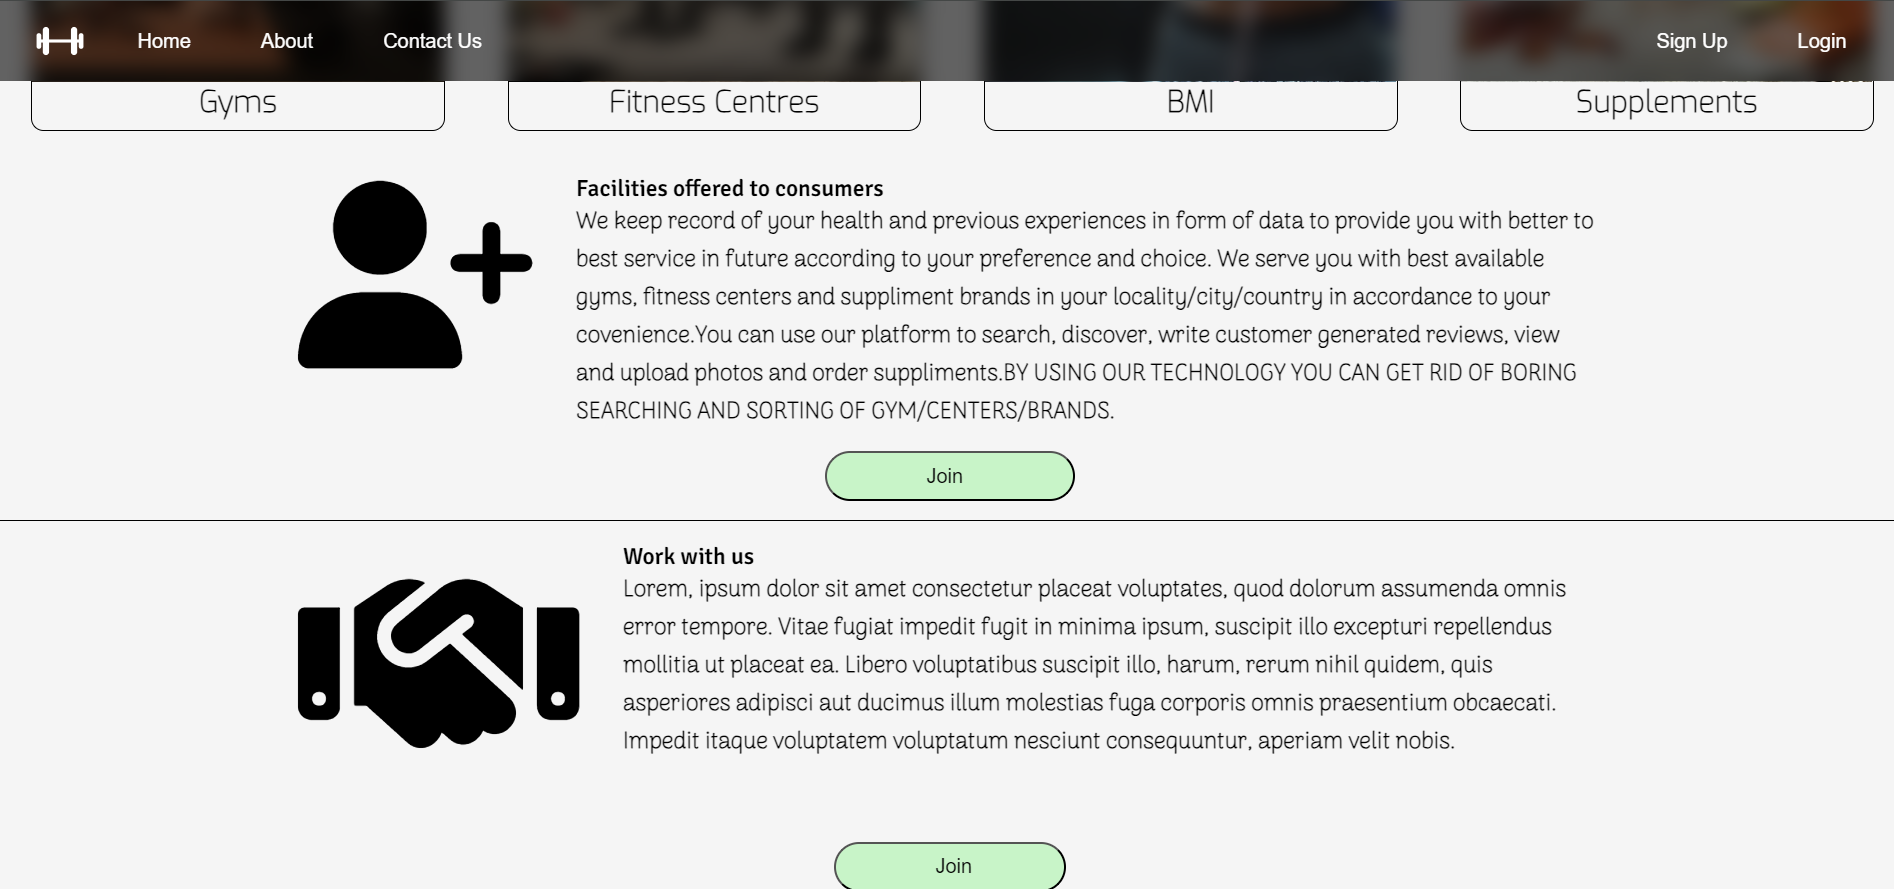 Home About Contact Us Sign Up Login
Gyms Fitness Centres BMI Supplements
Facilities offered to consumers
We keep record of your health and previous experiences in form of data to provide you with better to
best service in future according to your preference and choice. We serve you with best available
gyms, fitness centers and suppliment brands in your locality/city/country in accordance to your
covenience.You can use our platform to search, discover, write customer generated reviews, view
and upload photos and order suppliments.BY USING OUR TECHNOLOGY YOU CAN GET RID OF BORING
SEARCHING AND SORTING OF GYM/CENTERS/BRANDS.
Join
Work with us
Lorem, ipsum dolor sit amet consectetur placeat voluptates, quod dolorum assumenda omnis
error tempore. Vitae fugiat impedit fugit in minima ipsum, suscipit illo excepturi repellendus
mollitia ut placeat ea. Libero voluptatibus suscipit illo, harum, rerum nihil quidem, quis
asperiores adipisci aut ducimus illum molestias fuga corporis omnis praesentium obcaecati.
Impedit itaque voluptatem voluptatum nesciunt consequuntur, aperiam velit nobis.
Join